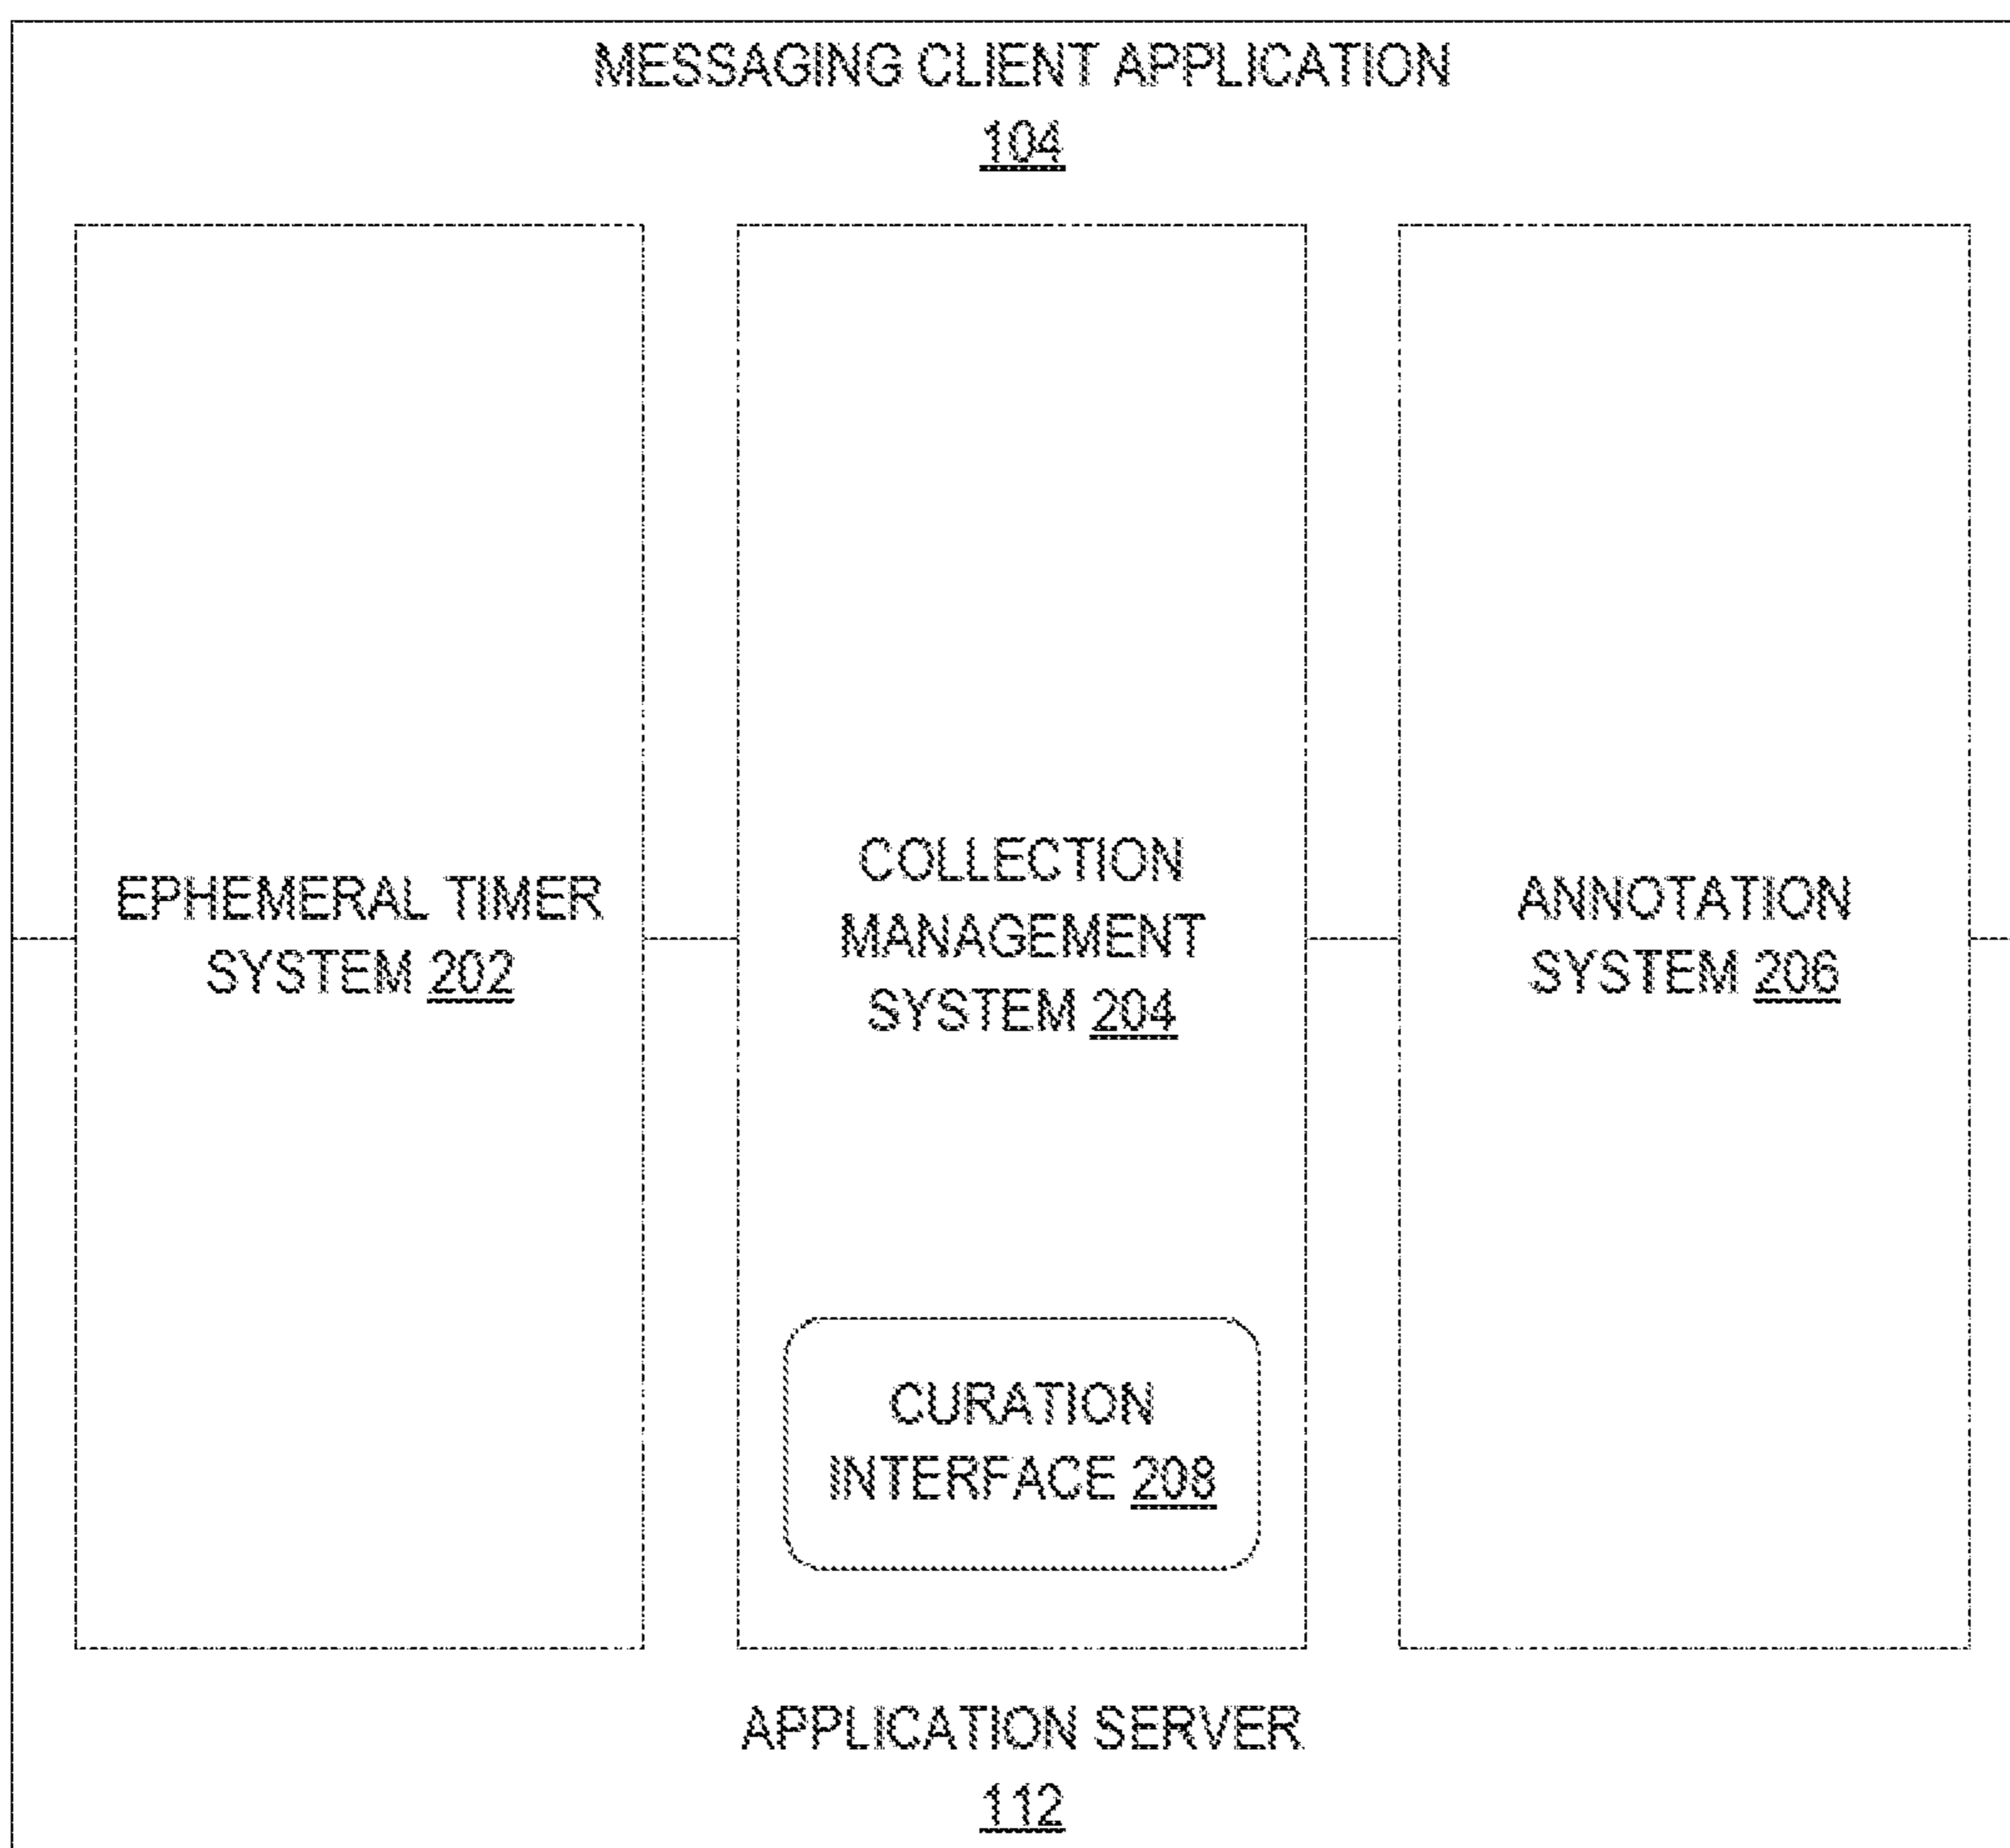 MESSAGING CLIENT APPLICATION
104
EPHEMERAL TIMER
SYSTEM 202
COLLECTION
MANAGEMENT
SYSTEM 204
ANNOTATION
SYSTEM 206
CURATION
INTERFACE 208
APPLICATION SERVER
112